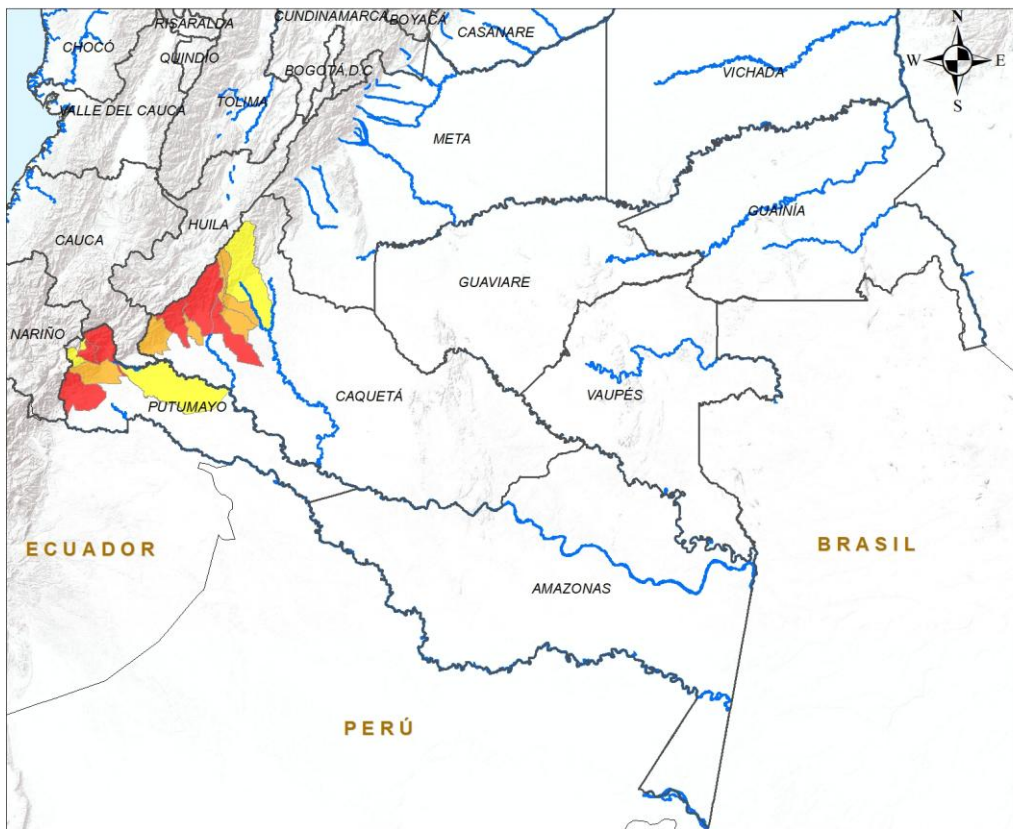 CUNDINAMARCA
BOYACÁ
RISARALDA
CASANARE
N
CHOCÓ
QUINDIO
BOGOTÁ, D.C
W
E
VICHADA
S
VALLE DEL CAUCA
TOLIMA
META
GUAINÍA
HUILA
CAUCA
GUAVIARE
NARIÑO
CAQUETÁ
VAUPÉS
PUTUMAYO
ECUADOR
BRASIL
AMAZONAS
PERÚ